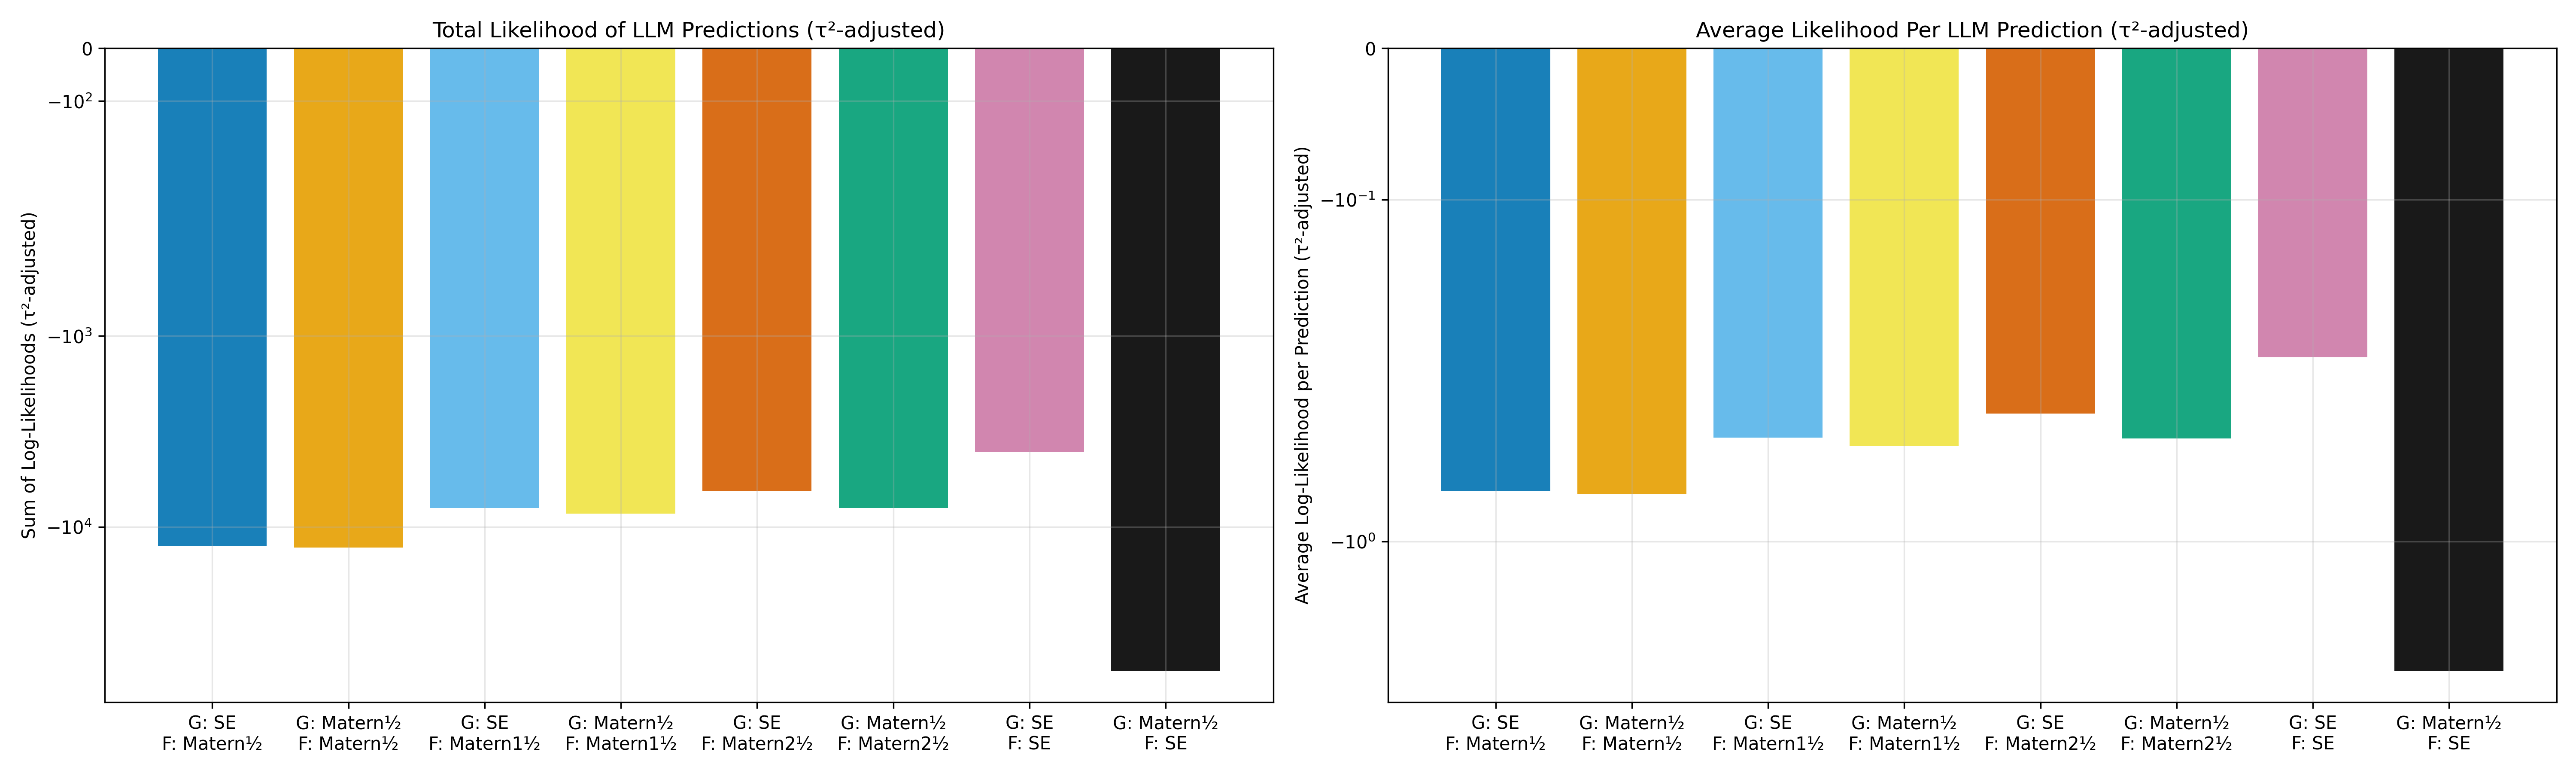 Total Likelihood of LLM Predictions (τ²-adjusted)
Sum of Log-Likelihoods (τ²-adjusted)
0
−10²
−10³
−10⁴
G: SE
F: Matern½
G: Matern½
F: Matern½
G: SE
F: Matern1½
G: Matern½
F: Matern1½
G: SE
F: Matern2½
G: Matern½
F: Matern2½
G: SE
F: SE
G: Matern½
F: SE
Average Likelihood Per LLM Prediction (τ²-adjusted)
Average Log-Likelihood per Prediction (τ²-adjusted)
0
−10⁻¹
−10⁰
G: SE
F: Matern½
G: Matern½
F: Matern½
G: SE
F: Matern1½
G: Matern½
F: Matern1½
G: SE
F: Matern2½
G: Matern½
F: Matern2½
G: SE
F: SE
G: Matern½
F: SE